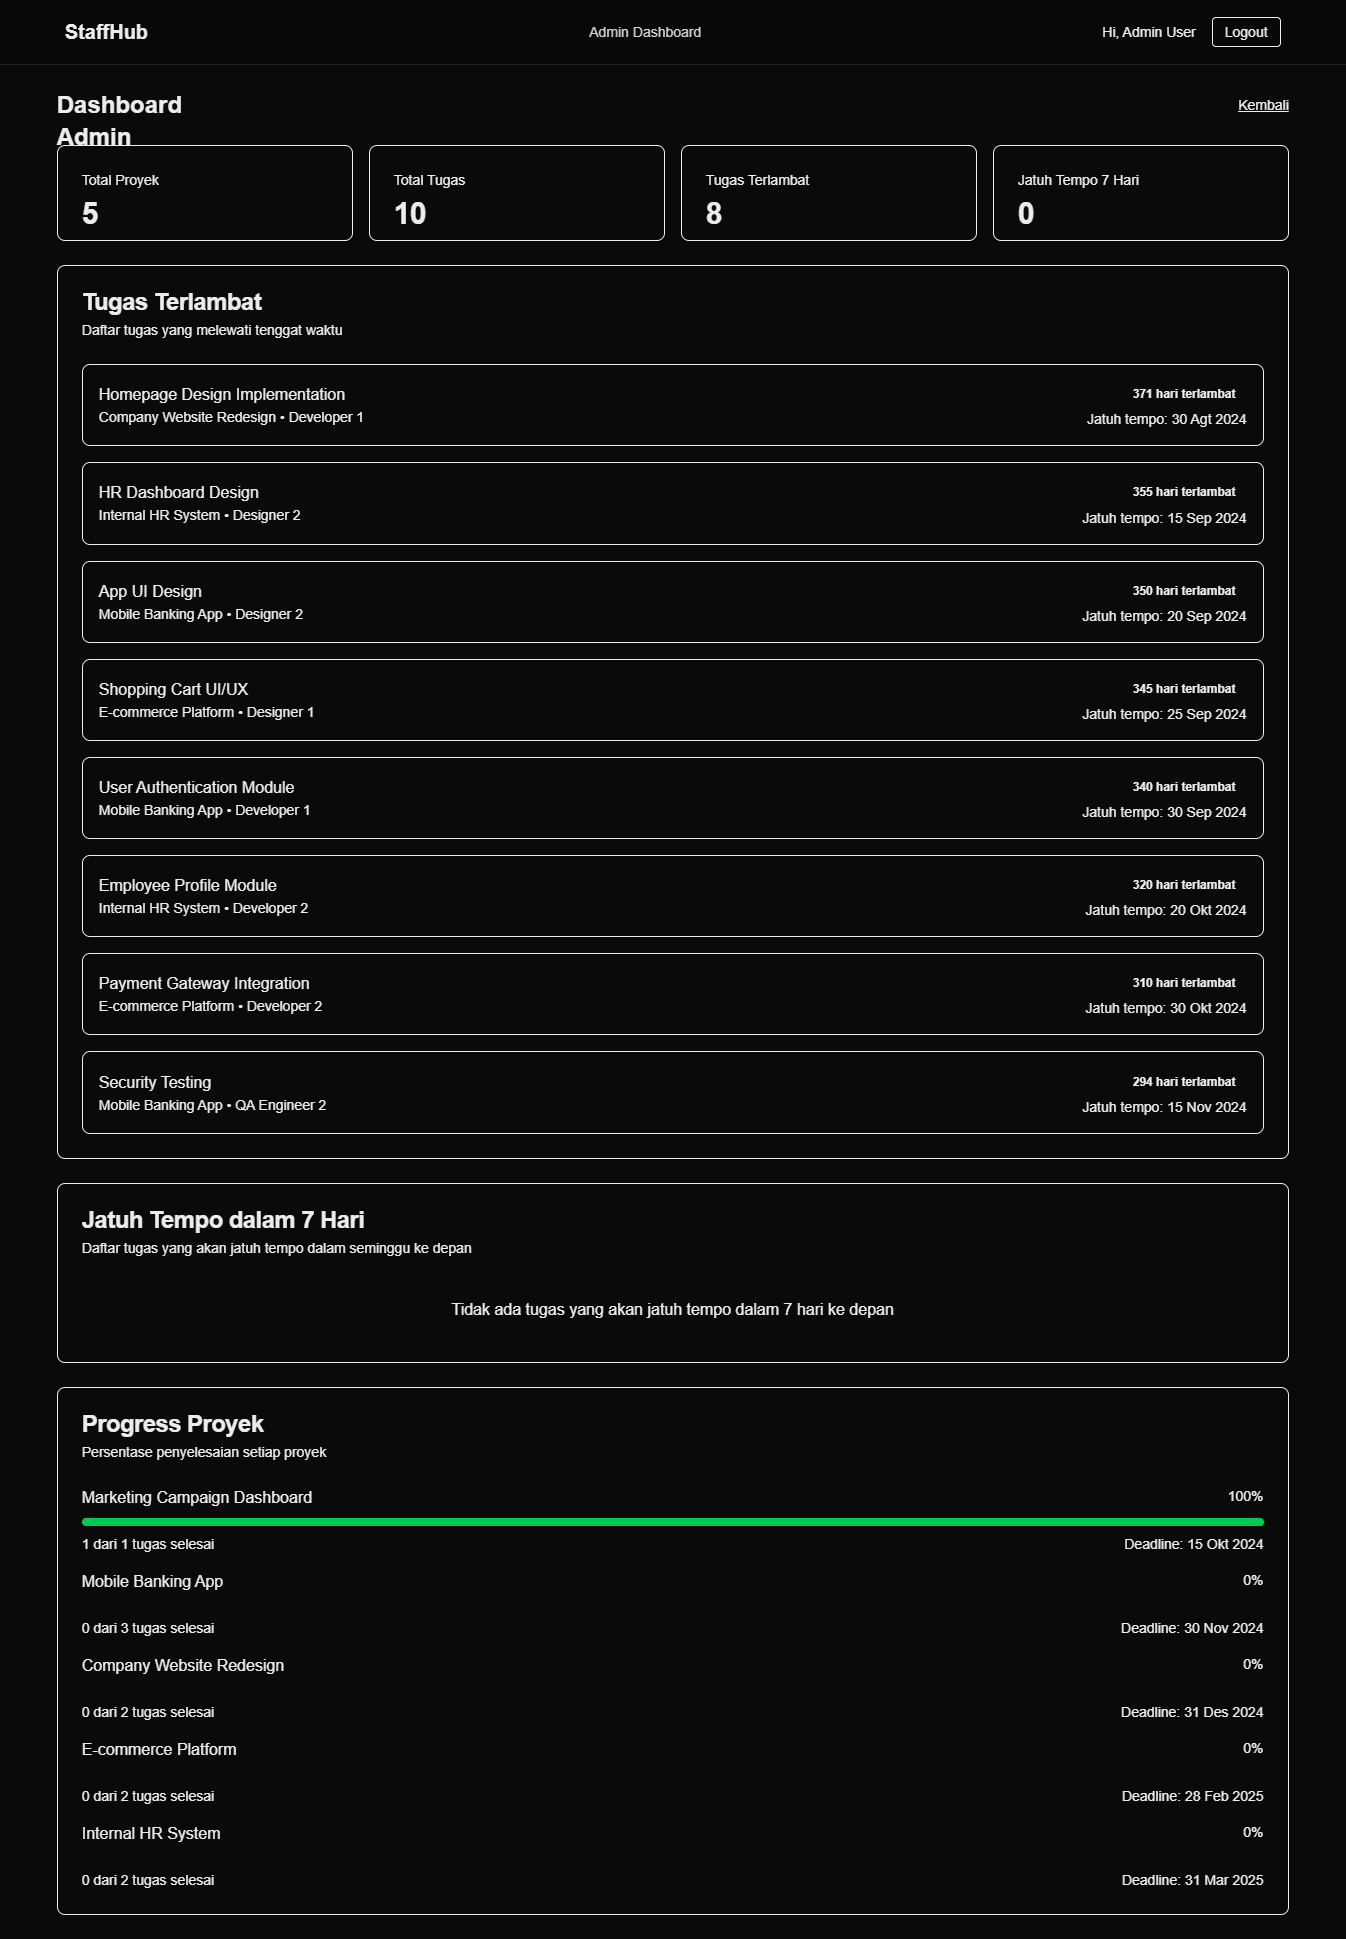 StaffHub
Admin Dashboard
Hi, Admin User
Logout
Dashboard
Admin
Kembali
Total Proyek
5
Total Tugas
10
Tugas Terlambat
8
Jatuh Tempo 7 Hari
0
Tugas Terlambat
Daftar tugas yang melewati tenggat waktu
Homepage Design Implementation
Company Website Redesign • Developer 1
371 hari terlambat
Jatuh tempo: 30 Agt 2024
HR Dashboard Design
Internal HR System • Designer 2
355 hari terlambat
Jatuh tempo: 15 Sep 2024
App UI Design
Mobile Banking App • Designer 2
350 hari terlambat
Jatuh tempo: 20 Sep 2024
Shopping Cart UI/UX
E-commerce Platform • Designer 1
345 hari terlambat
Jatuh tempo: 25 Sep 2024
User Authentication Module
Mobile Banking App • Developer 1
340 hari terlambat
Jatuh tempo: 30 Sep 2024
Employee Profile Module
Internal HR System • Developer 2
320 hari terlambat
Jatuh tempo: 20 Okt 2024
Payment Gateway Integration
E-commerce Platform • Developer 2
310 hari terlambat
Jatuh tempo: 30 Okt 2024
Security Testing
Mobile Banking App • QA Engineer 2
294 hari terlambat
Jatuh tempo: 15 Nov 2024
Jatuh Tempo dalam 7 Hari
Daftar tugas yang akan jatuh tempo dalam seminggu ke depan
Tidak ada tugas yang akan jatuh tempo dalam 7 hari ke depan
Progress Proyek
Persentase penyelesaian setiap proyek
Marketing Campaign Dashboard
100%
1 dari 1 tugas selesai
Deadline: 15 Okt 2024
Mobile Banking App
0%
0 dari 3 tugas selesai
Deadline: 30 Nov 2024
Company Website Redesign
0%
0 dari 2 tugas selesai
Deadline: 31 Des 2024
E-commerce Platform
0%
0 dari 2 tugas selesai
Deadline: 28 Feb 2025
Internal HR System
0%
0 dari 2 tugas selesai
Deadline: 31 Mar 2025